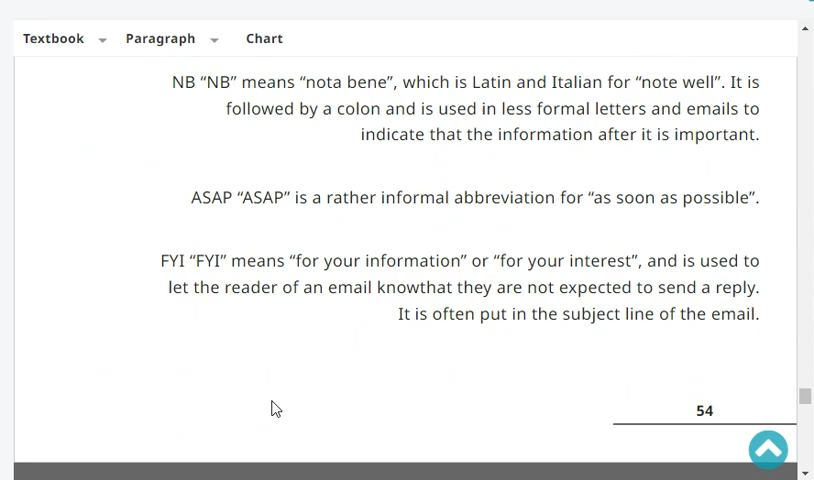 Textbook Paragraph Chart
NB “NB” means “nota bene”, which is Latin and Italian for “note well”. It is
followed by a colon and is used in less formal letters and emails to
indicate that the information after it is important.
ASAP “ASAP” is a rather informal abbreviation for “as soon as possible”.
FYI “FYI” means “for your information” or “for your interest”, and is used to
let the reader of an email knowthat they are not expected to send a reply.
It is often put in the subject line of the email.
54